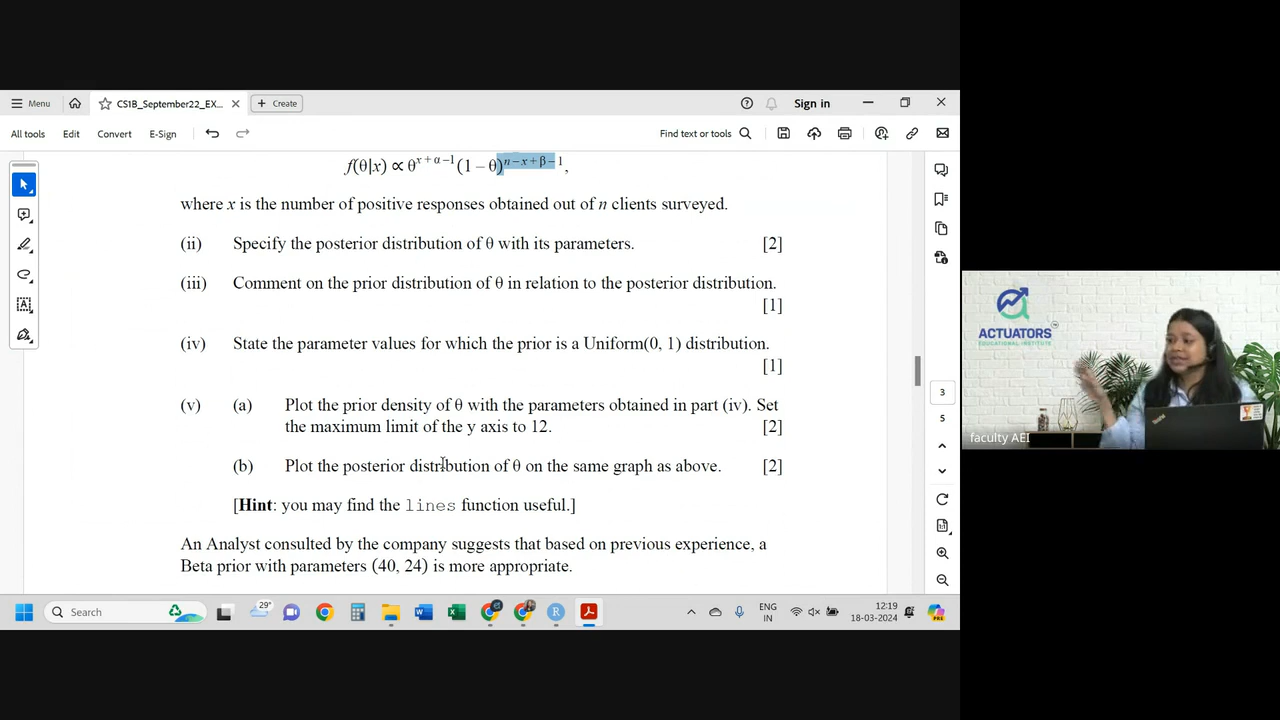 Menu
CS1B_September22_EX...
Create
Sign in
All tools
Edit
Convert
E-Sign
Find text or tools
f(θ|x) ∝ θ^{x+α−1}(1 − θ)^{n−x+β−1},
where x is the number of positive responses obtained out of n clients surveyed.
(ii) Specify the posterior distribution of θ with its parameters. [2]
(iii) Comment on the prior distribution of θ in relation to the posterior distribution.
[1]
(iv) State the parameter values for which the prior is a Uniform(0, 1) distribution.
[1]
(v) (a) Plot the prior density of θ with the parameters obtained in part (iv). Set
the maximum limit of the y axis to 12. [2]
(b) Plot the posterior distribution of θ on the same graph as above. [2]
[Hint: you may find the lines function useful.]
An Analyst consulted by the company suggests that based on previous experience, a
Beta prior with parameters (40, 24) is more appropriate.
3
5
ACTUATORS
EDUCATIONAL INSTITUTE
faculty AEI
Search
29°
ENG
IN
12:19
18-03-2024